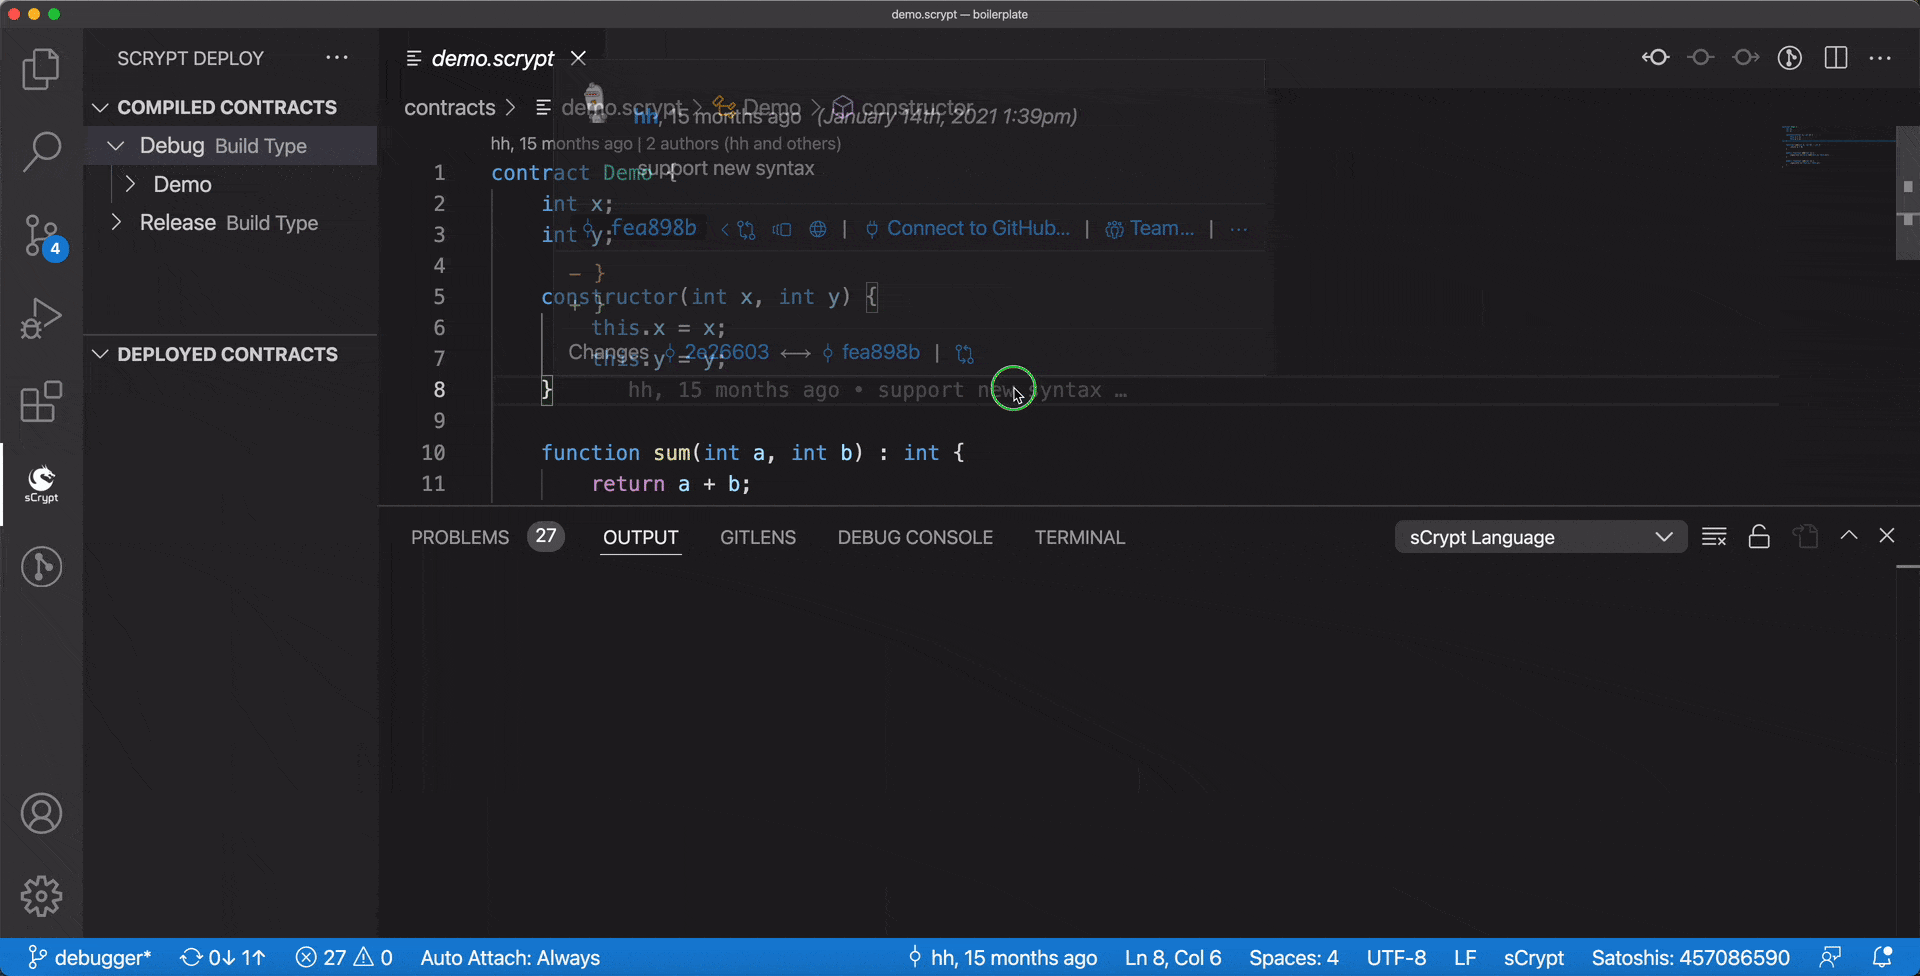 demo.scrypt — boilerplate
SCRYPT DEPLOY
COMPILED CONTRACTS
Debug Build Type
Demo
Release Build Type
DEPLOYED CONTRACTS
4
sCrypt
demo.scrypt
contracts > demo.scrypt > Demo > constructor
hh, 15 months ago (January 14th, 2021 1:39pm)
hh, 15 months ago | 2 authors (hh and others)
support new syntax
1 contract Demo {
2 int x;
3 int y;
fea898b | Connect to GitHub... | Team... | ...
4
- }
+ }
5 constructor(int x, int y) {
6 this.x = x;
7 this.y = y;
Changes 2e26603 ⟷ fea898b |
8 } hh, 15 months ago • support new syntax …
9
10 function sum(int a, int b) : int {
11 return a + b;
PROBLEMS 27 OUTPUT GITLENS DEBUG CONSOLE TERMINAL sCrypt Language
debugger* 0↓ 1↑ 27 0 Auto Attach: Always hh, 15 months ago Ln 8, Col 6 Spaces: 4 UTF-8 LF sCrypt Satoshis: 457086590